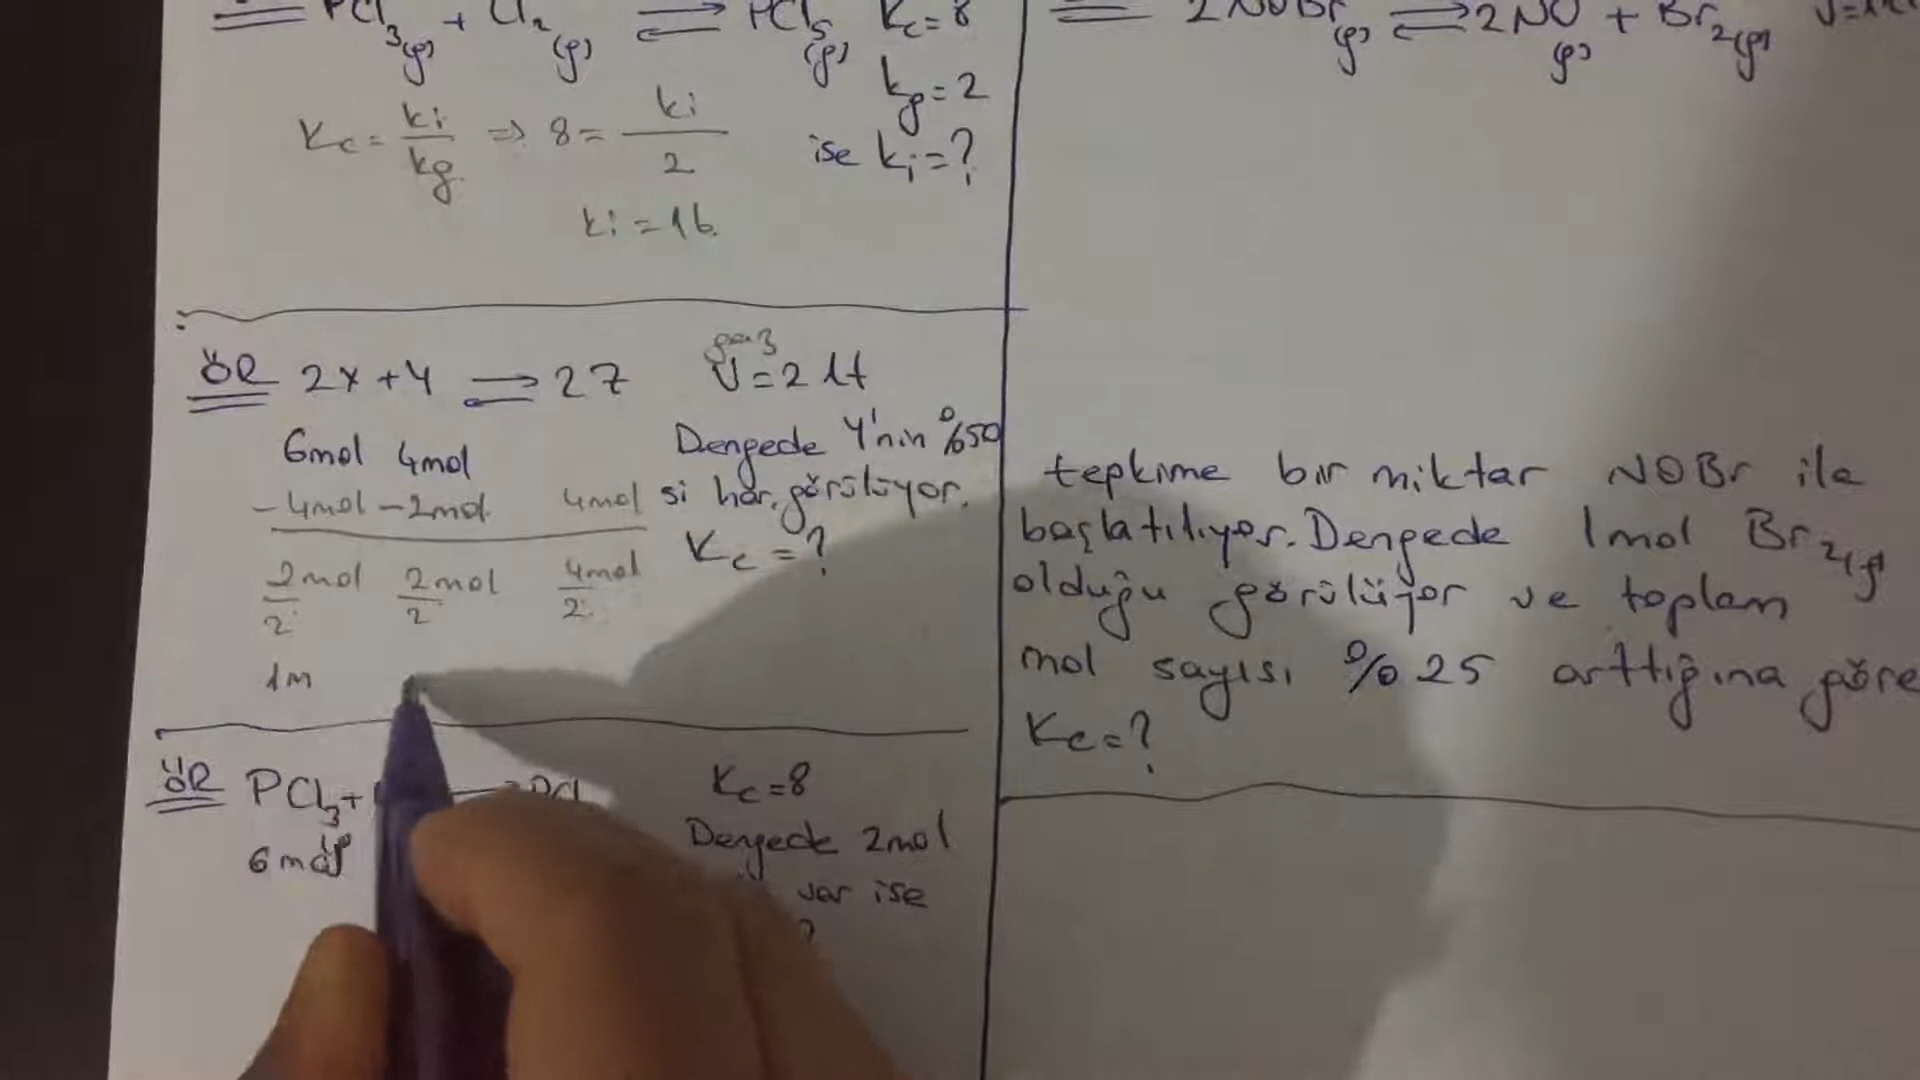 PCl3(g) + Cl2(g) ⇌ PCl5(g) Kc=8
kg=2
ise ki=?
Kc = ki/kg => 8 = ki/2
ki = 16
ÖR 2X+Y ⇌ 2Z V=2 lt
6mol 4mol
-4mol -2mol 4mol
2mol/2 2mol/2 4mol/2
1m
Dengede Y'nin %50
si har. görülüyor.
Kc = ?
ÖR PCl3+ PCl
6mol
Kc=8
Dengede 2mol
var ise
?
2NOBr(g) ⇌ 2NO(g) + Br2(g)
tepkime bir miktar NOBr ile
başlatılıyor. Dengede 1mol Br2(g)
olduğu görülüyor ve toplam
mol sayısı %25 arttığına göre
Kc=?